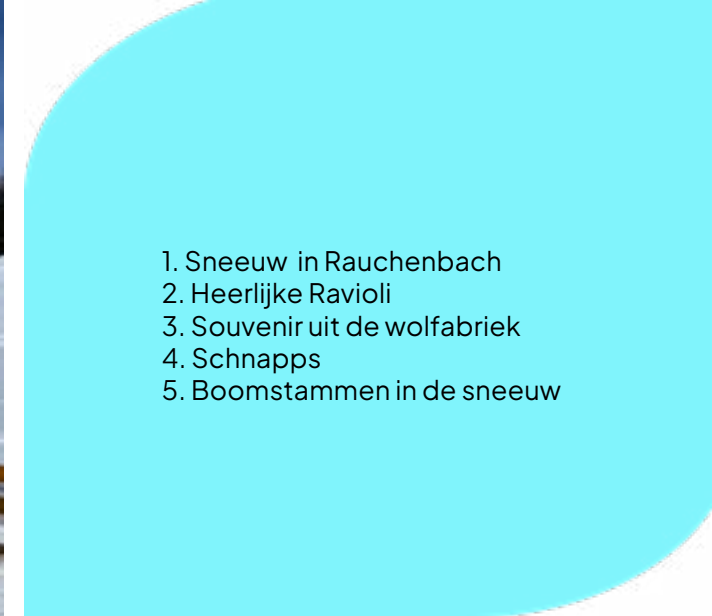 1. Sneeuw  in Rauchenbach
2. Heerlijke Ravioli
3. Souvenir uit de wolfabriek
4. Schnapps
5. Boomstammen in de sneeuw